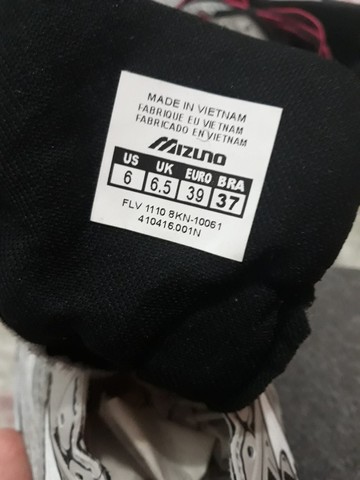 MADE IN VIETNAM
FABRIQUE EU VIETNAM
FABRICADO EN VIETNAM
MIZUNO
US UK EURO BRA
6 6.5 39 37
FLV 1110 8KN-10061
410416.001N